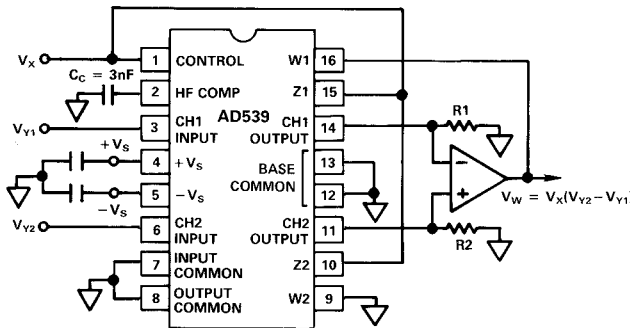 V_X
C_C = 3nF
V_Y1
+V_S
-V_S
V_Y2
1 CONTROL
2 HF COMP
AD539
3 CH1 INPUT
4 +V_S
5 -V_S
6 CH2 INPUT
7 INPUT COMMON
8 OUTPUT COMMON
W1 16
Z1 15
CH1 OUTPUT 14
BASE COMMON
13
12
CH2 OUTPUT 11
Z2 10
W2 9
R1
−
+
V_W = V_X(V_Y2 − V_Y1)
R2